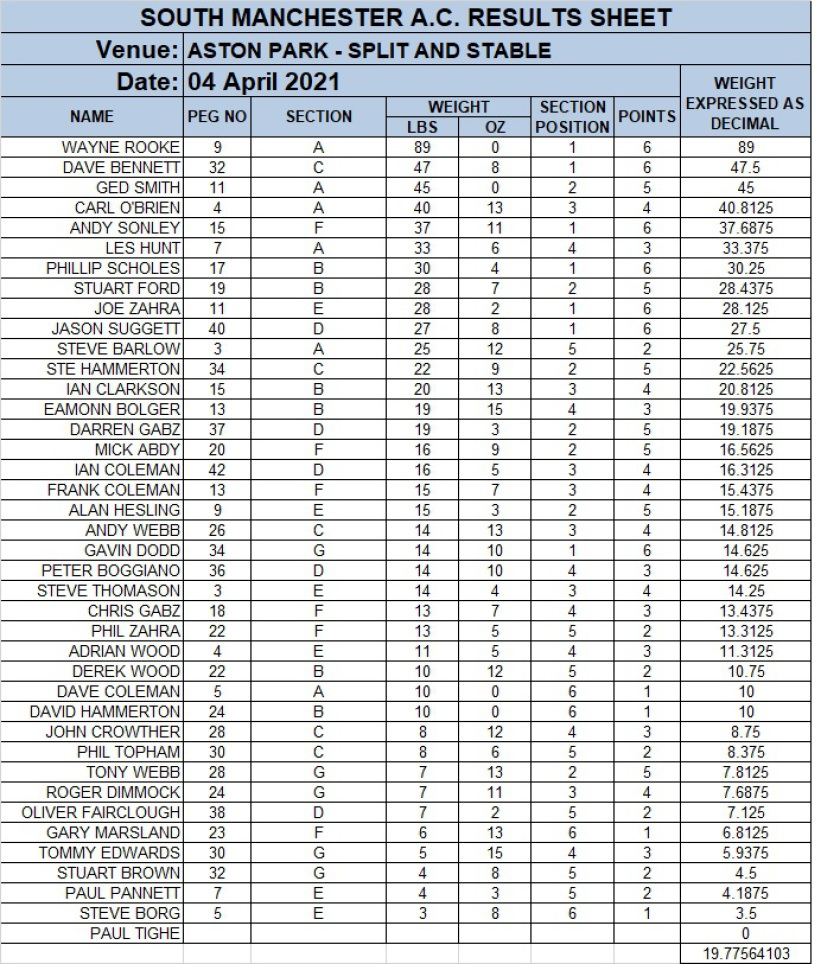 SOUTH MANCHESTER A.C. RESULTS SHEET
Venue: ASTON PARK - SPLIT AND STABLE
Date: 04 April 2021
NAME PEG NO SECTION WEIGHT LBS OZ SECTION POSITION POINTS WEIGHT EXPRESSED AS DECIMAL
WAYNE ROOKE 9 A 89 0 1 6 89
DAVE BENNETT 32 C 47 8 1 6 47.5
GED SMITH 11 A 45 0 2 5 45
CARL O'BRIEN 4 A 40 13 3 4 40.8125
ANDY SONLEY 15 F 37 11 1 6 37.6875
LES HUNT 7 A 33 6 4 3 33.375
PHILLIP SCHOLES 17 B 30 4 1 6 30.25
STUART FORD 19 B 28 7 2 5 28.4375
JOE ZAHRA 11 E 28 2 1 6 28.125
JASON SUGGETT 40 D 27 8 1 6 27.5
STEVE BARLOW 3 A 25 12 5 2 25.75
STE HAMMERTON 34 C 22 9 2 5 22.5625
IAN CLARKSON 15 B 20 13 3 4 20.8125
EAMONN BOLGER 13 B 19 15 4 3 19.9375
DARREN GABZ 37 D 19 3 2 5 19.1875
MICK ABDY 20 F 16 9 2 5 16.5625
IAN COLEMAN 42 D 16 5 3 4 16.3125
FRANK COLEMAN 13 F 15 7 3 4 15.4375
ALAN HESLING 9 E 15 3 2 5 15.1875
ANDY WEBB 26 C 14 13 3 4 14.8125
GAVIN DODD 34 G 14 10 1 6 14.625
PETER BOGGIANO 36 D 14 10 4 3 14.625
STEVE THOMASON 3 E 14 4 3 4 14.25
CHRIS GABZ 18 F 13 7 4 3 13.4375
PHIL ZAHRA 22 F 13 5 5 2 13.3125
ADRIAN WOOD 4 E 11 5 4 3 11.3125
DEREK WOOD 22 B 10 12 5 2 10.75
DAVE COLEMAN 5 A 10 0 6 1 10
DAVID HAMMERTON 24 B 10 0 6 1 10
JOHN CROWTHER 28 C 8 12 4 3 8.75
PHIL TOPHAM 30 C 8 6 5 2 8.375
TONY WEBB 28 G 7 13 2 5 7.8125
ROGER DIMMOCK 24 G 7 11 3 4 7.6875
OLIVER FAIRCLOUGH 38 D 7 2 5 2 7.125
GARY MARSLAND 23 F 6 13 6 1 6.8125
TOMMY EDWARDS 30 G 5 15 4 3 5.9375
STUART BROWN 32 G 4 8 5 2 4.5
PAUL PANNETT 7 E 4 3 5 2 4.1875
STEVE BORG 5 E 3 8 6 1 3.5
PAUL TIGHE 0
19.77564103